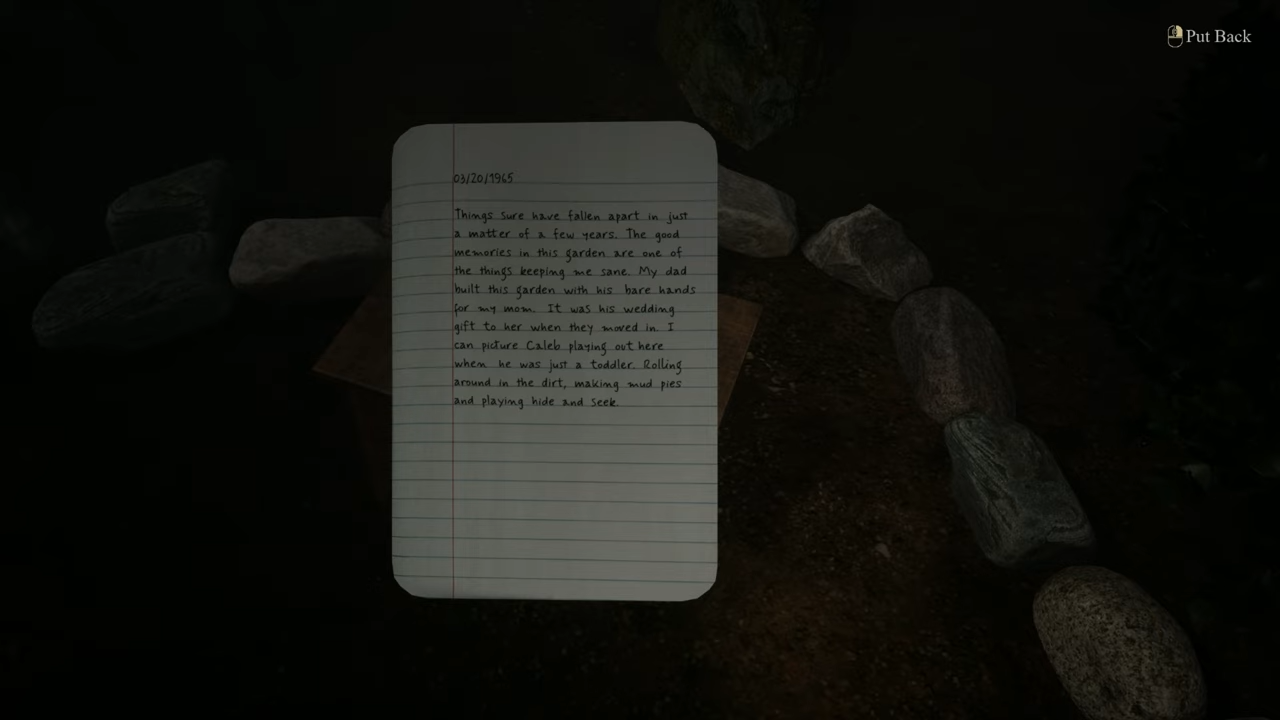 Put Back
03/20/1965
Things sure have fallen apart in just
a matter of a few years. The good
memories in this garden are one of
the things keeping me sane. My dad
built this garden with his bare hands
for my mom. It was his wedding
gift to her when they moved in. I
can picture Caleb playing out here
when he was just a toddler. Rolling
around in the dirt, making mud pies
and playing hide and seek.